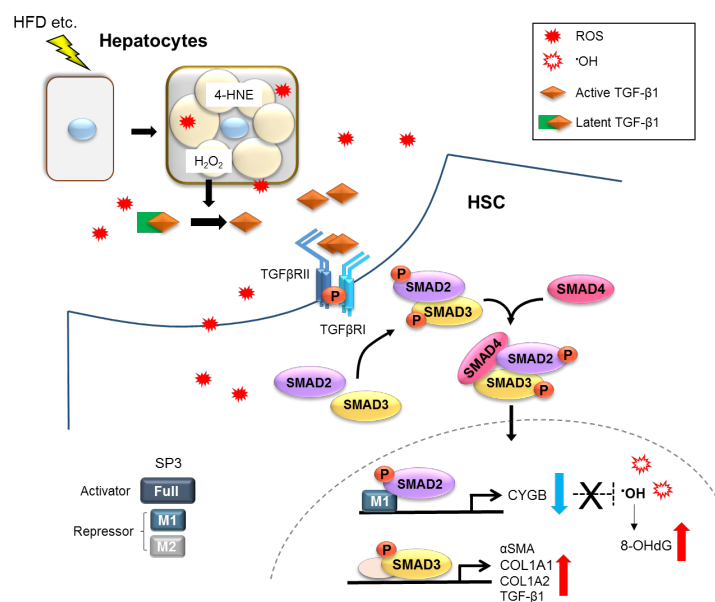 HFD etc.
Hepatocytes
4-HNE
H₂O₂
ROS
•OH
Active TGF-β1
Latent TGF-β1
HSC
TGFβRII
P
TGFβRI
P
SMAD2
SMAD3
P
SMAD4
SMAD2
SMAD3
SMAD4
SMAD2
P
SMAD3
P
SP3
Activator
Full
Repressor
M1
M2
P
SMAD2
M1
CYGB
X
•OH
8-OHdG
P
SMAD3
αSMA
COL1A1
COL1A2
TGF-β1